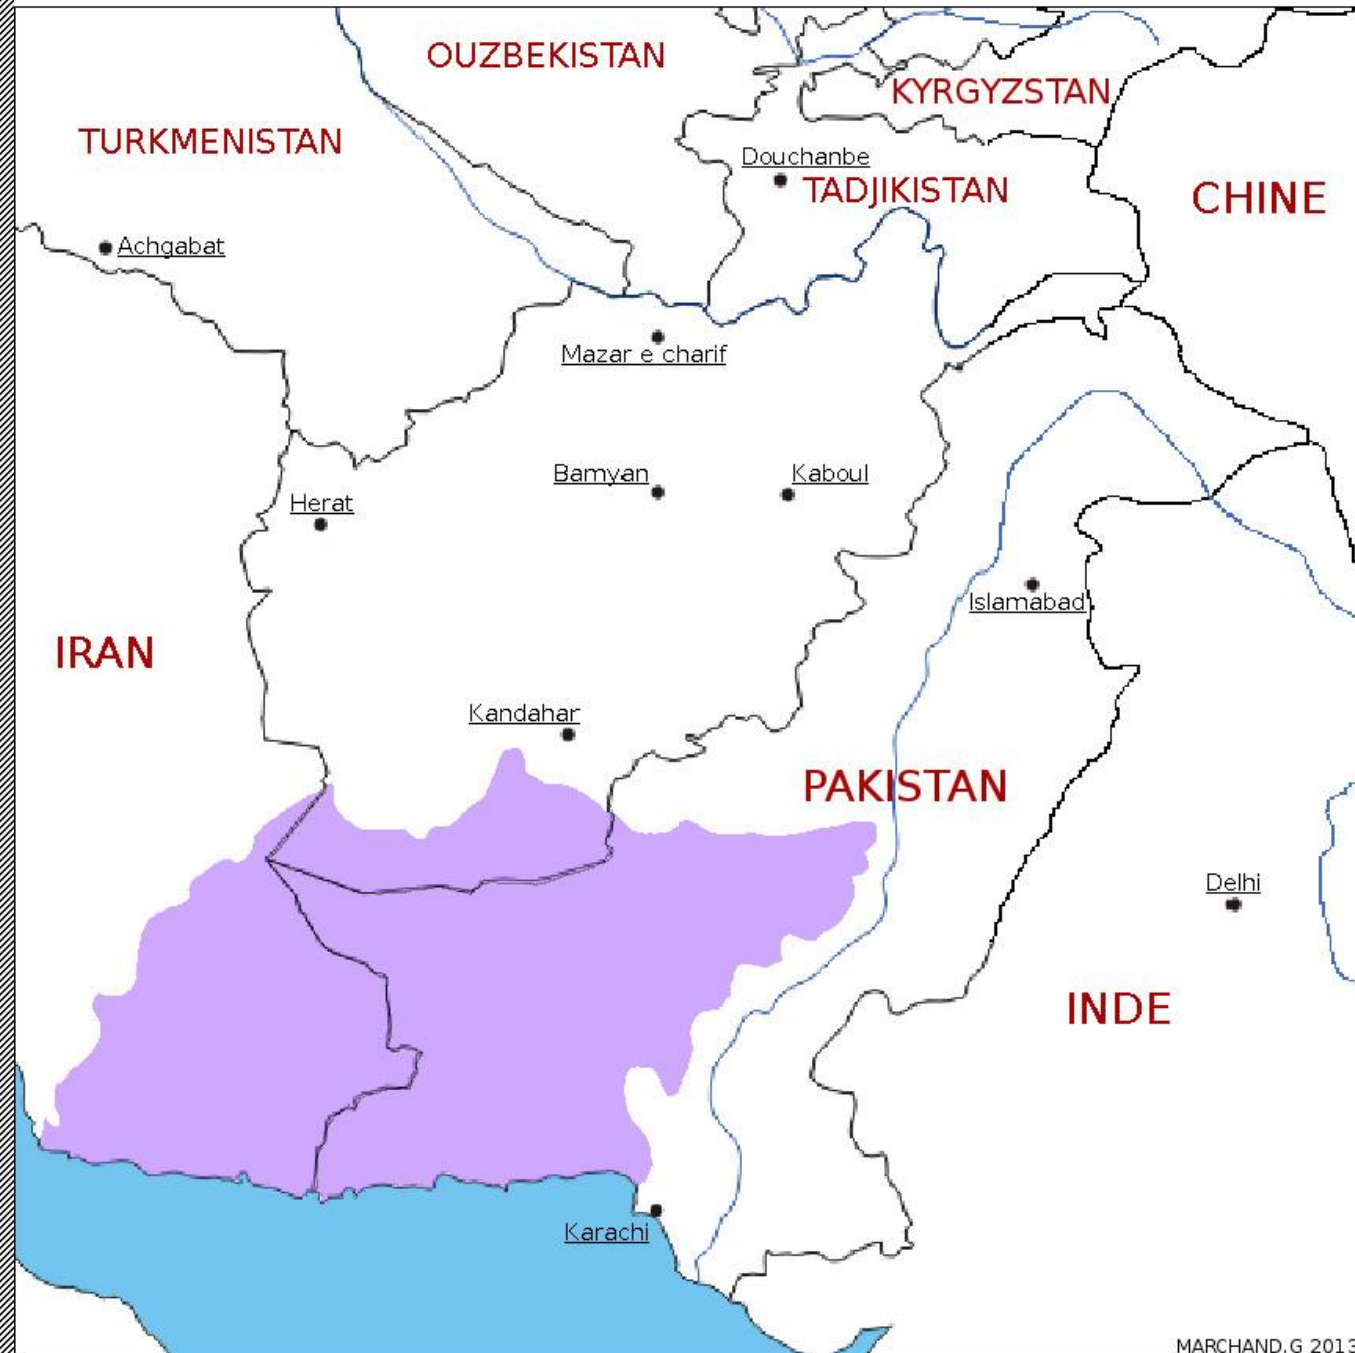 OUZBEKISTAN
KYRGYZSTAN
TURKMENISTAN
Douchanbe
TADJIKISTAN
CHINE
Achgabat
Mazar e charif
Bamyan
Kaboul
Herat
Islamabad
IRAN
Kandahar
PAKISTAN
Delhi
INDE
Karachi
MARCHAND.G 2013